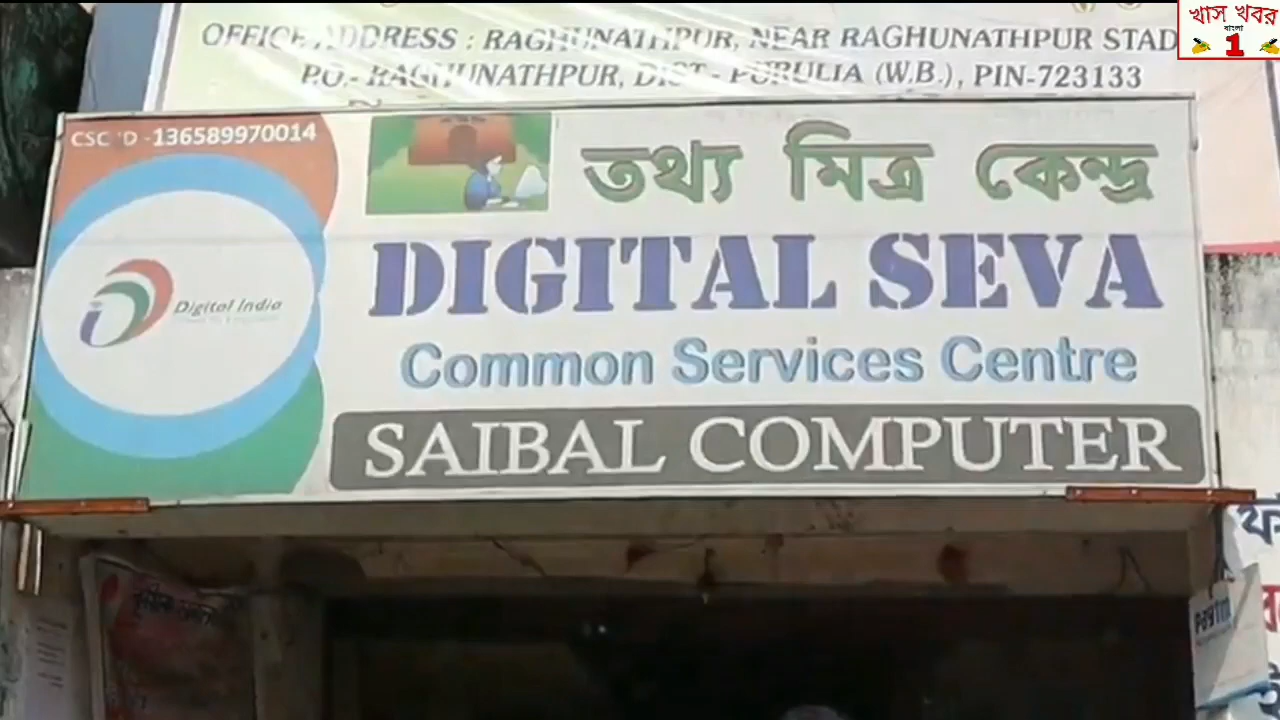 খাস খবর
বাংলা
1
OFFICE ADDRESS : RAGHUNATHPUR, NEAR RAGHUNATHPUR STAD
P.O.- RAGHUNATHPUR, DIST - PURULIA (W.B.), PIN-723133
CSC ID -136589970014
তথ্য মিত্র কেন্দ্র
DIGITAL SEVA
Digital India
Common Services Centre
SAIBAL COMPUTER
Paytm